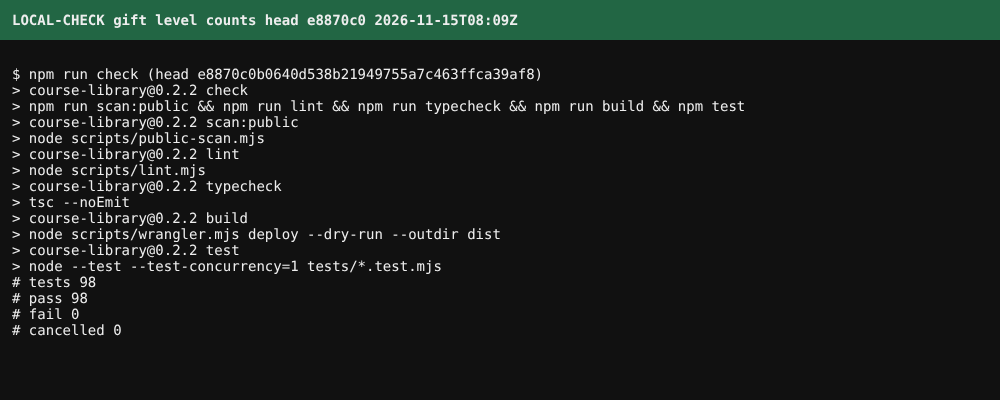 LOCAL-CHECK gift level counts head e8870c0 2026-11-15T08:09Z
$ npm run check (head e8870c0b0640d538b21949755a7c463ffca39af8)
> course-library@0.2.2 check
> npm run scan:public && npm run lint && npm run typecheck && npm run build && npm test
> course-library@0.2.2 scan:public
> node scripts/public-scan.mjs
> course-library@0.2.2 lint
> node scripts/lint.mjs
> course-library@0.2.2 typecheck
> tsc --noEmit
> course-library@0.2.2 build
> node scripts/wrangler.mjs deploy --dry-run --outdir dist
> course-library@0.2.2 test
> node --test --test-concurrency=1 tests/*.test.mjs
# tests 98
# pass 98
# fail 0
# cancelled 0